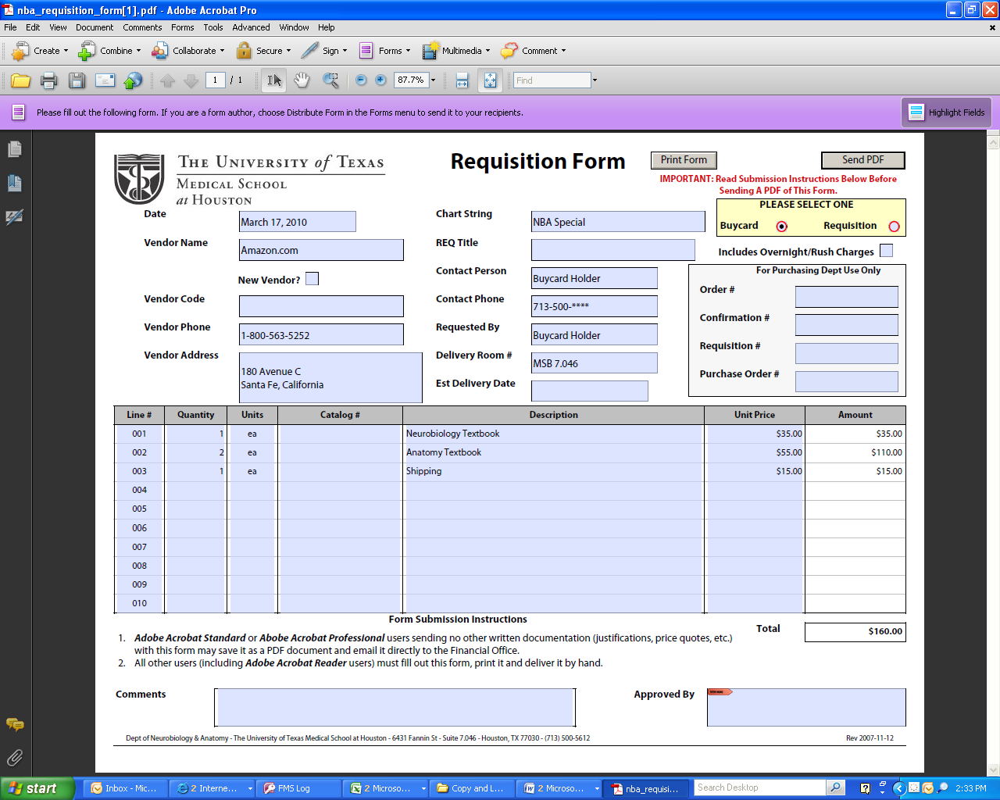 nba_requisition_form[1].pdf - Adobe Acrobat Pro
File Edit View Document Comments Forms Tools Advanced Window Help
Create Combine Collaborate Secure Sign Forms Multimedia Comment
1 / 1 87.7% Find
Please fill out the following form. If you are a form author, choose Distribute Form in the Forms menu to send it to your recipients. Highlight Fields
THE UNIVERSITY of TEXAS
MEDICAL SCHOOL
at HOUSTON
Requisition Form
Print Form Send PDF
IMPORTANT: Read Submission Instructions Below Before
Sending A PDF of This Form.
PLEASE SELECT ONE
Buycard Requisition
Includes Overnight/Rush Charges
Date March 17, 2010
Vendor Name Amazon.com
New Vendor?
Vendor Code
Vendor Phone 1-800-563-5252
Vendor Address 180 Avenue C
Santa Fe, California
Chart String NBA Special
REQ Title
Contact Person Buycard Holder
Contact Phone 713-500-****
Requested By Buycard Holder
Delivery Room # MSB 7.046
Est Delivery Date
For Purchasing Dept Use Only
Order #
Confirmation #
Requisition #
Purchase Order #
Line # Quantity Units Catalog # Description Unit Price Amount
001 1 ea Neurobiology Textbook $35.00 $35.00
002 2 ea Anatomy Textbook $55.00 $110.00
003 1 ea Shipping $15.00 $15.00
004
005
006
007
008
009
010
Total $160.00
Form Submission Instructions
1. Adobe Acrobat Standard or Abobe Acrobat Professional users sending no other written documentation (justifications, price quotes, etc.)
with this form may save it as a PDF document and email it directly to the Financial Office.
2. All other users (including Adobe Acrobat Reader users) must fill out this form, print it and deliver it by hand.
Comments
Approved By
Dept of Neurobiology & Anatomy - The University of Texas Medical School at Houston - 6431 Fannin St - Suite 7.046 - Houston, TX 77030 - (713) 500-5612 Rev 2007-11-12
start Inbox - Mic... 2 Interne... FMS Log 2 Microso... Copy and L... 2 Microso... nba_requisi... Search Desktop 2:33 PM